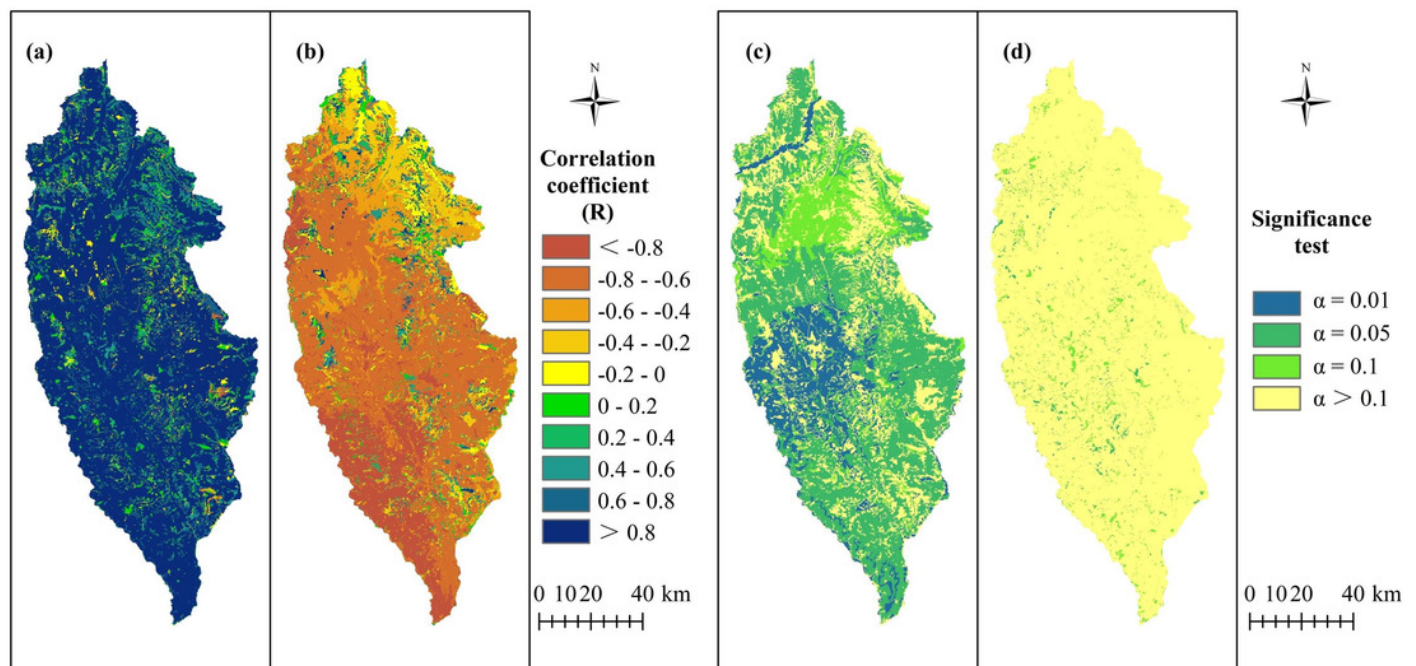 (a)
(b)
N
Correlation
coefficient
(R)
< -0.8
-0.8 - -0.6
-0.6 - -0.4
-0.4 - -0.2
-0.2 - 0
0 - 0.2
0.2 - 0.4
0.4 - 0.6
0.6 - 0.8
> 0.8
0 10 20 40 km
(c)
(d)
N
Significance
test
α = 0.01
α = 0.05
α = 0.1
α > 0.1
0 10 20 40 km